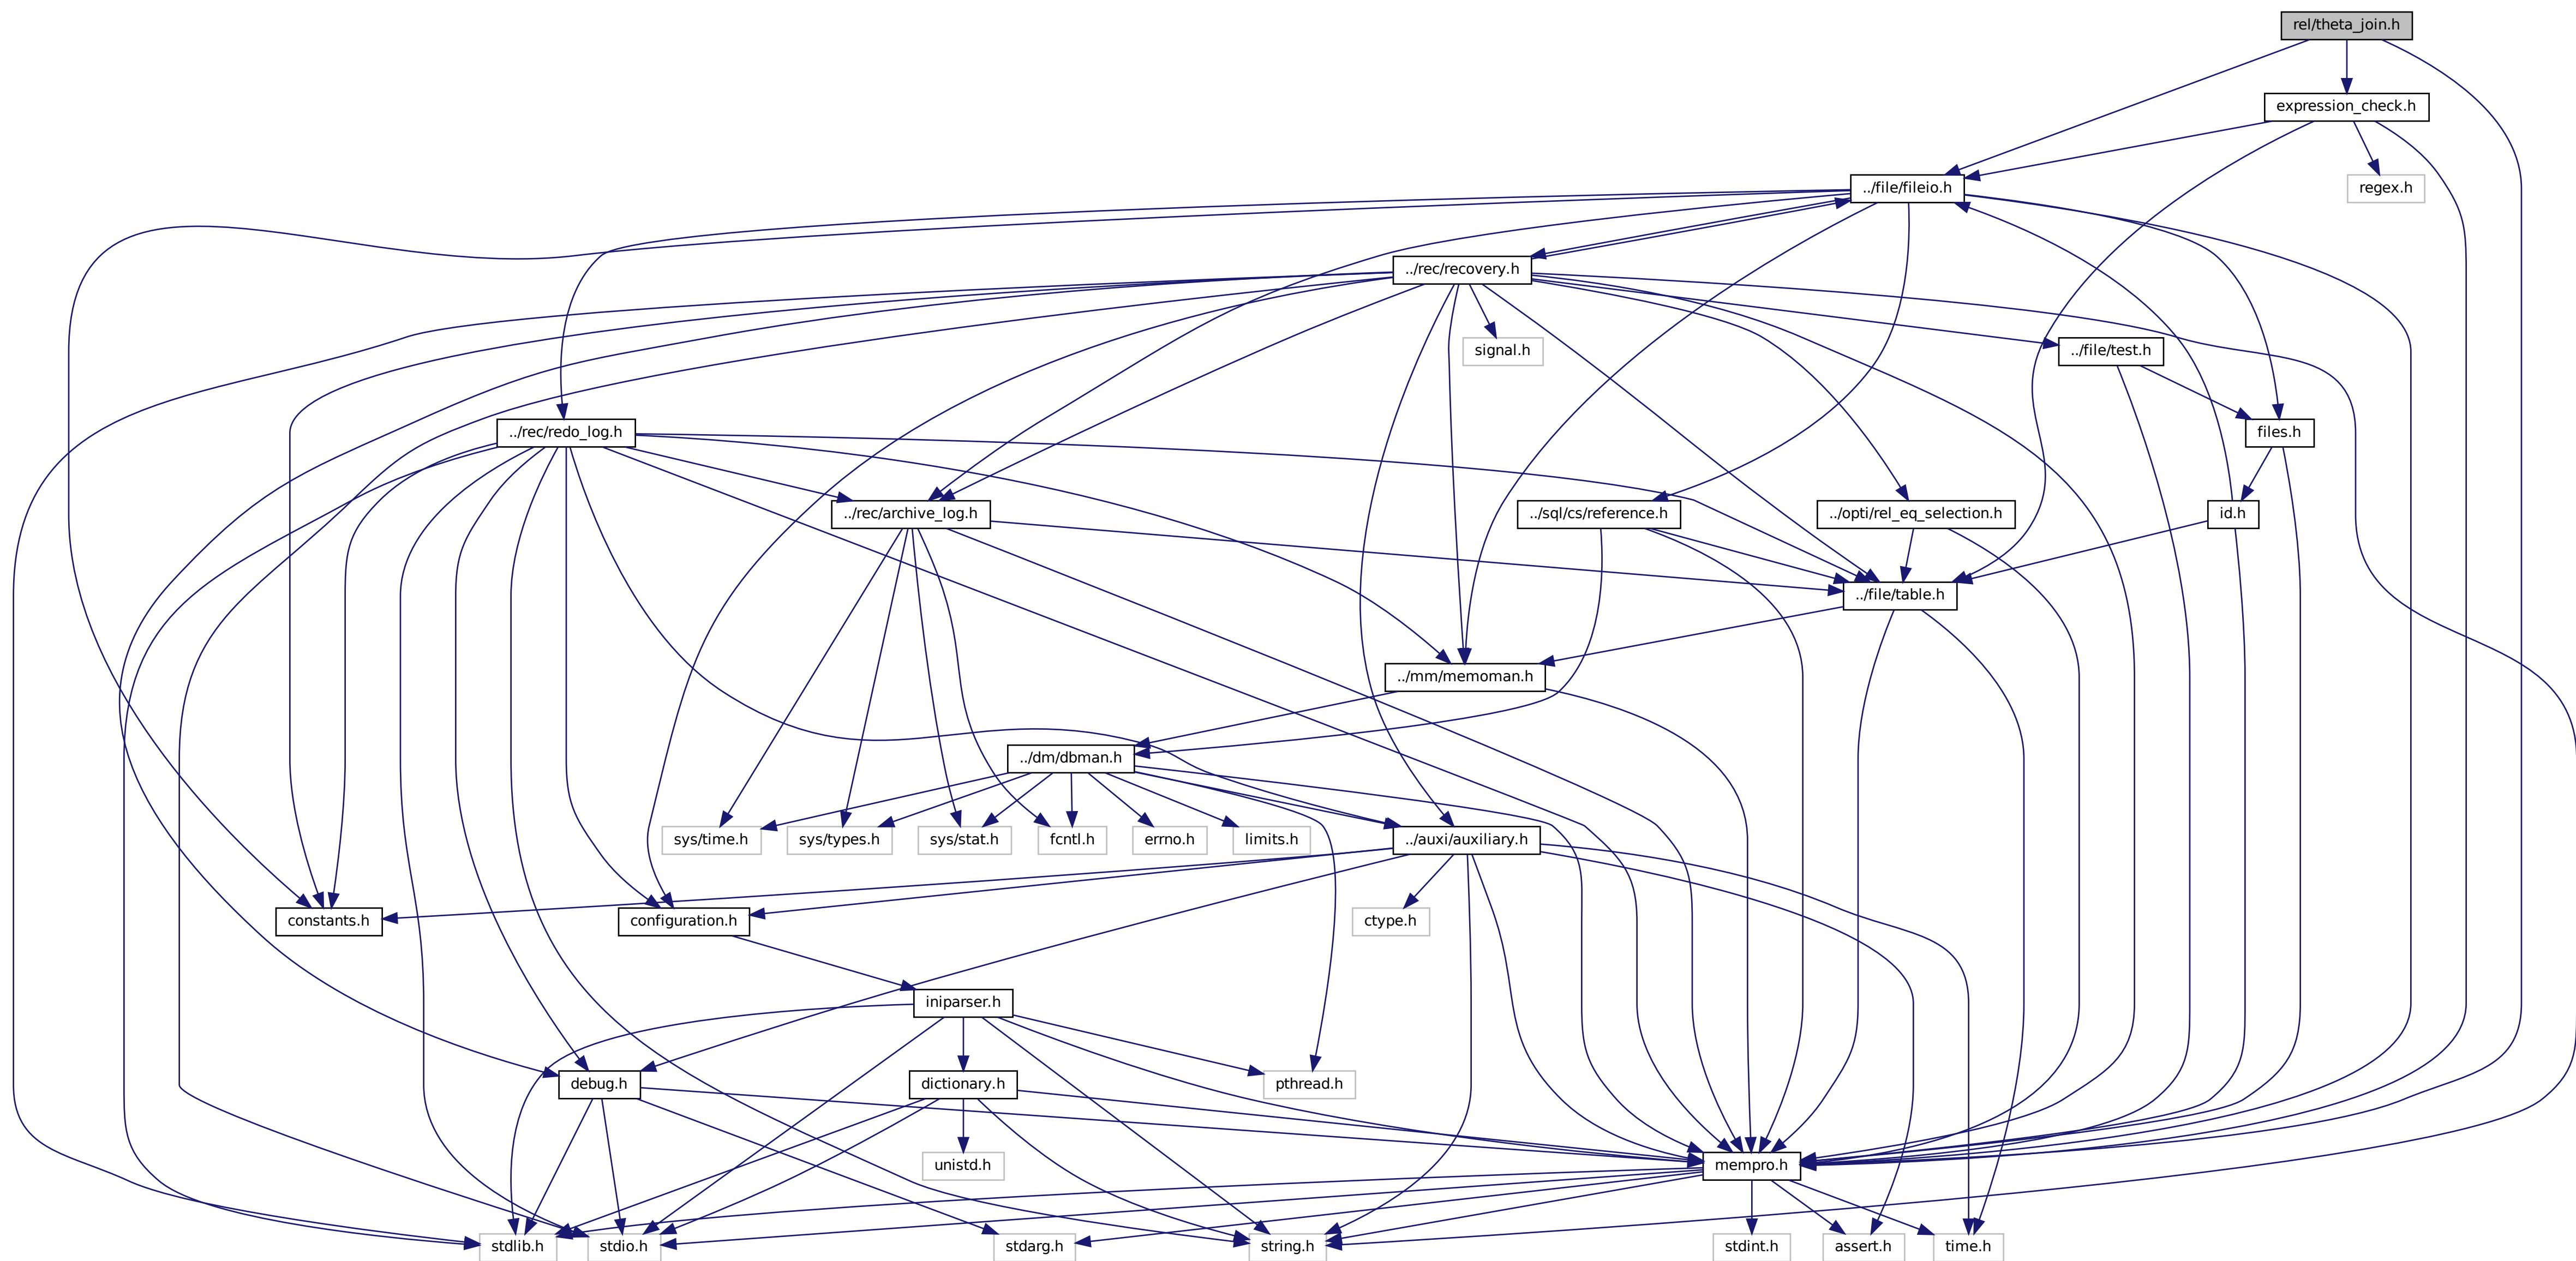 rel/theta_join.h
expression_check.h
../file/fileio.h
regex.h
../rec/recovery.h
signal.h
../file/test.h
../rec/redo_log.h
files.h
../rec/archive_log.h
../sql/cs/reference.h
../opti/rel_eq_selection.h
id.h
../file/table.h
../mm/memoman.h
../dm/dbman.h
sys/time.h
sys/types.h
sys/stat.h
fcntl.h
errno.h
limits.h
../auxi/auxiliary.h
constants.h
configuration.h
ctype.h
iniparser.h
debug.h
dictionary.h
pthread.h
unistd.h
mempro.h
stdlib.h
stdio.h
stdarg.h
string.h
stdint.h
assert.h
time.h